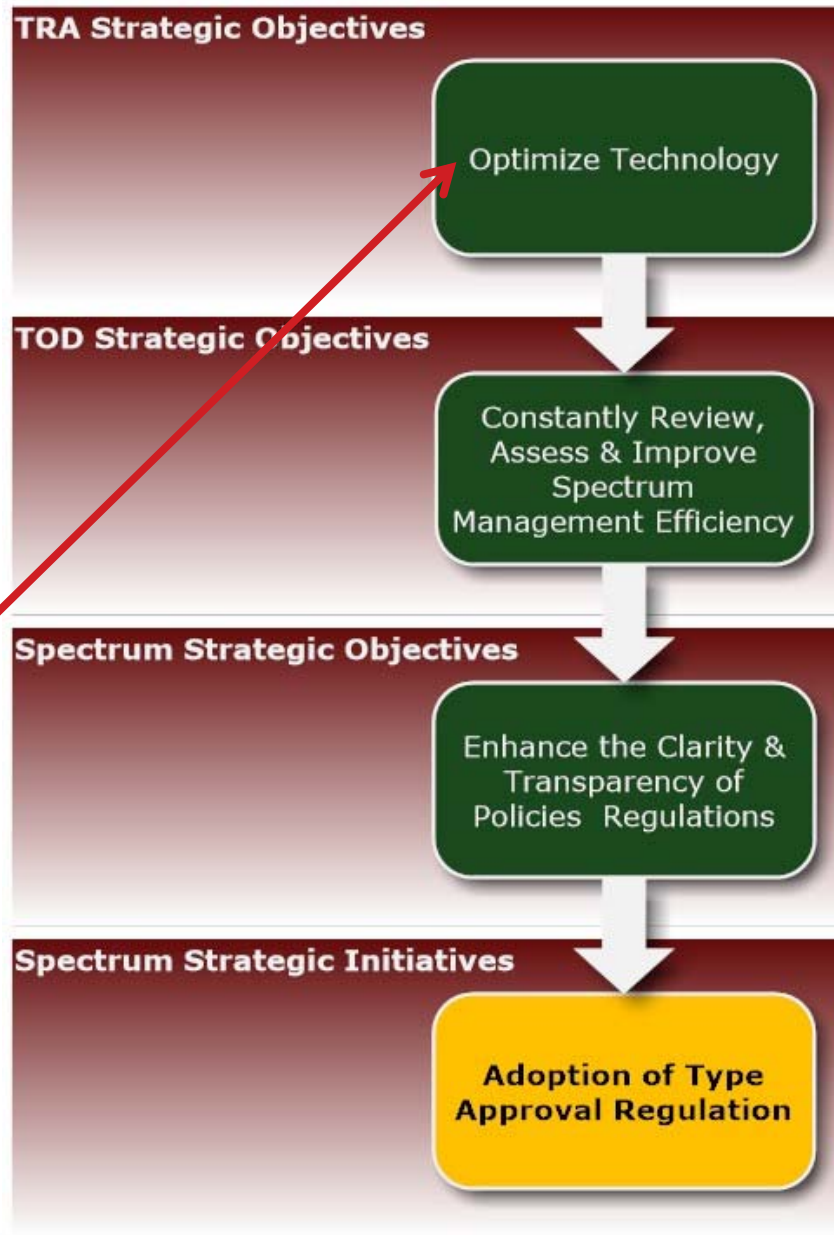 TRA Strategic Objectives
Optimize Technology
TOD Strategic Objectives
Constantly Review,
Assess & Improve
Spectrum
Management Efficiency
Spectrum Strategic Objectives
Enhance the Clarity &
Transparency of
Policies Regulations
Spectrum Strategic Initiatives
Adoption of Type
Approval Regulation